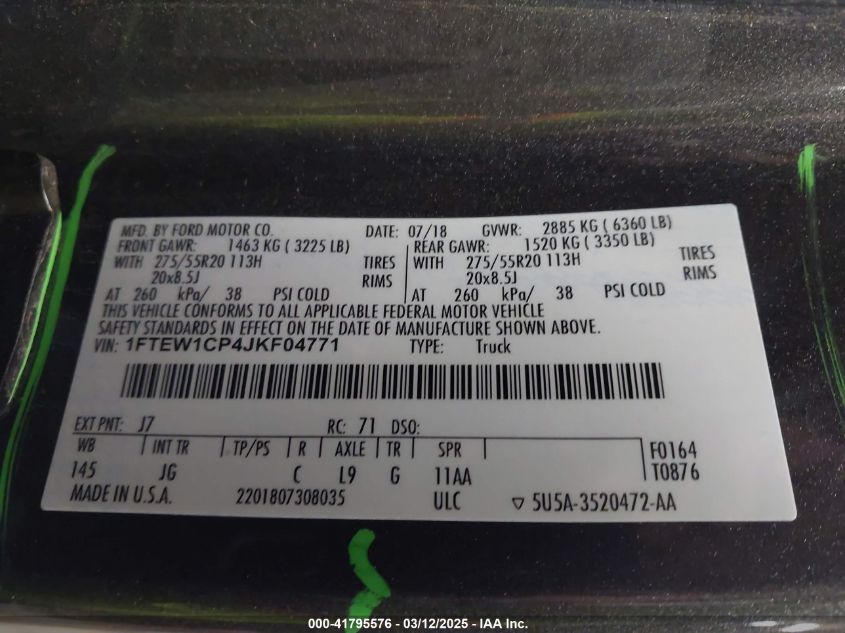 MFD. BY FORD MOTOR CO. DATE: 07/18 GVWR: 2885 KG ( 6360 LB)
FRONT GAWR: 1463 KG ( 3225 LB) REAR GAWR: 1520 KG ( 3350 LB)
WITH 275/55R20 113H TIRES WITH 275/55R20 113H TIRES
20x8.5J RIMS 20x8.5J RIMS
AT 260 kPa/ 38 PSI COLD AT 260 kPa/ 38 PSI COLD
THIS VEHICLE CONFORMS TO ALL APPLICABLE FEDERAL MOTOR VEHICLE
SAFETY STANDARDS IN EFFECT ON THE DATE OF MANUFACTURE SHOWN ABOVE.
VIN: 1FTEW1CP4JKF04771 TYPE: Truck
EXT PNT: J7 RC: 71 DSO:
WB INT TR TP/PS R AXLE TR SPR F0164
145 JG C L9 G 11AA T0876
MADE IN U.S.A. 2201807308035 ULC ▽ 5U5A-3520472-AA
000-41795576 - 03/12/2025 - IAA Inc.